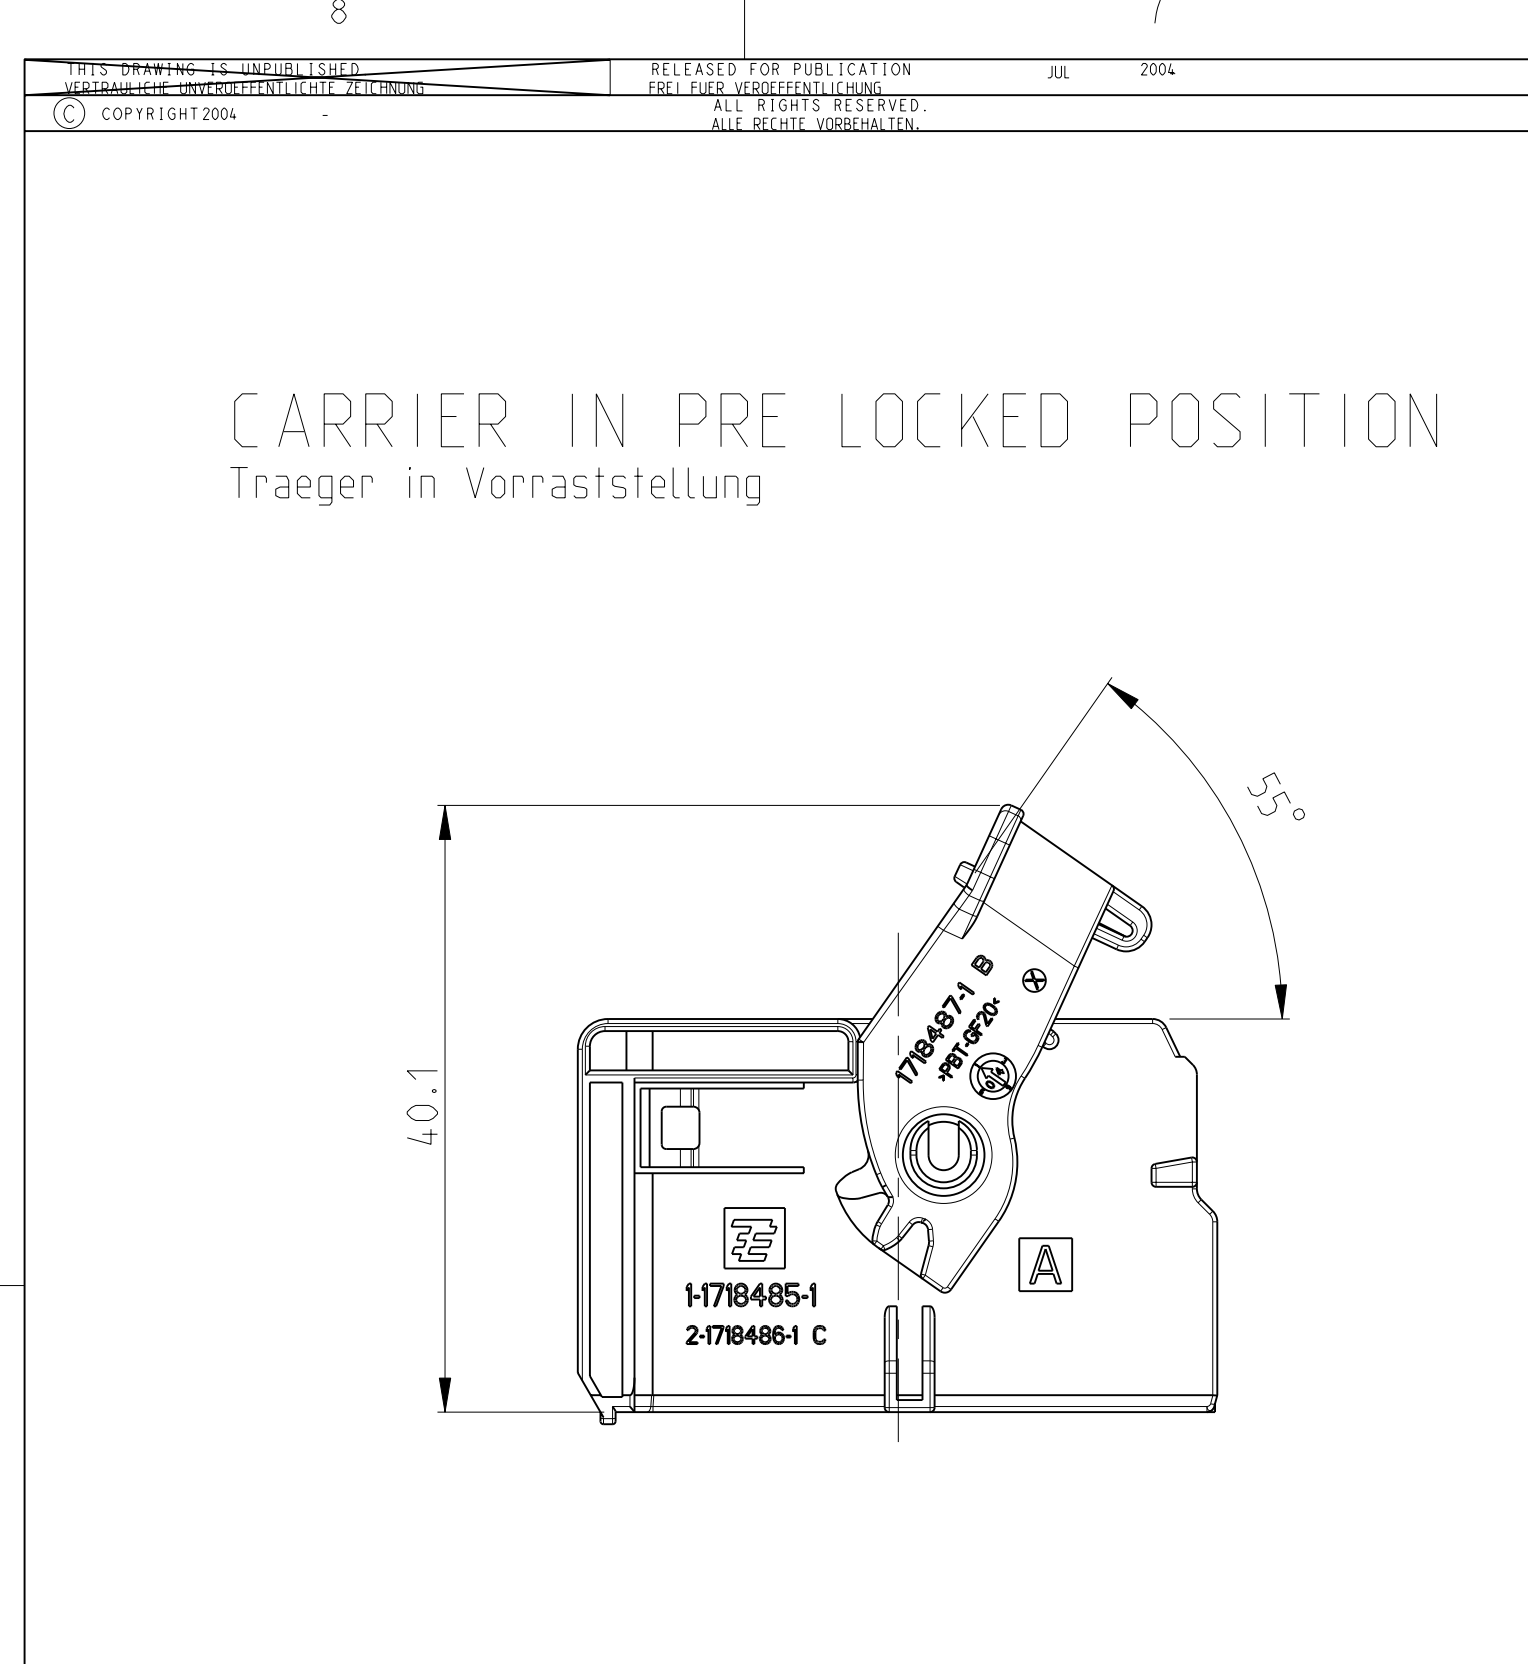 8 7
THIS DRAWING IS UNPUBLISHED
VERTRAULICHE UNVEROEFFENTLICHTE ZEICHNUNG
RELEASED FOR PUBLICATION JUL 2004
FREI FUER VEROEFFENTLICHUNG
© COPYRIGHT 2004 -
ALL RIGHTS RESERVED.
ALLE RECHTE VORBEHALTEN.
CARRIER IN PRE LOCKED POSITION
Traeger in Vorraststellung
55°
40.1
1718487-1 B
>PBT-GF20<
04
A
1-1718485-1
2-1718486-1 C